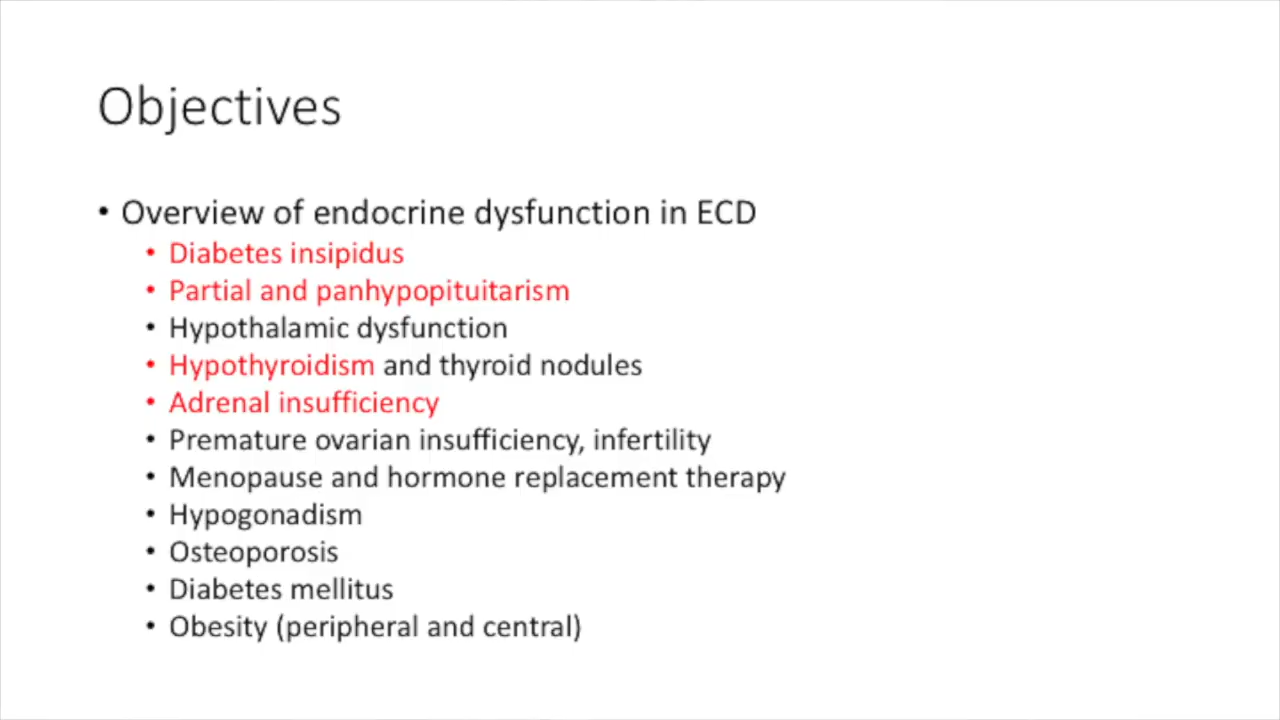 Objectives
• Overview of endocrine dysfunction in ECD
• Diabetes insipidus
• Partial and panhypopituitarism
• Hypothalamic dysfunction
• Hypothyroidism and thyroid nodules
• Adrenal insufficiency
• Premature ovarian insufficiency, infertility
• Menopause and hormone replacement therapy
• Hypogonadism
• Osteoporosis
• Diabetes mellitus
• Obesity (peripheral and central)